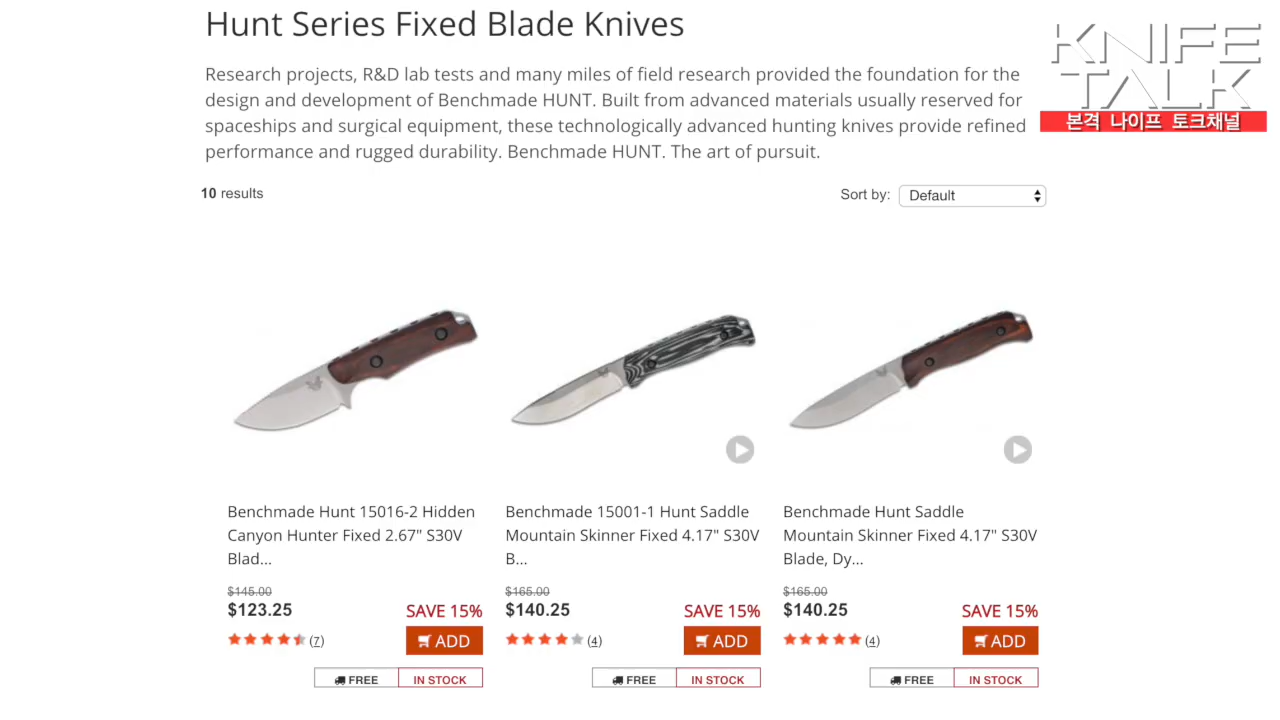 Hunt Series Fixed Blade Knives
KNIFE
TALK
본격 나이프 토크채널
Research projects, R&D lab tests and many miles of field research provided the foundation for the
design and development of Benchmade HUNT. Built from advanced materials usually reserved for
spaceships and surgical equipment, these technologically advanced hunting knives provide refined
performance and rugged durability. Benchmade HUNT. The art of pursuit.
10 results
Sort by: Default
Benchmade Hunt 15016-2 Hidden
Canyon Hunter Fixed 2.67" S30V
Blad...
$145.00
$123.25 SAVE 15%
(7) ADD
FREE IN STOCK
Benchmade 15001-1 Hunt Saddle
Mountain Skinner Fixed 4.17" S30V
B...
$165.00
$140.25 SAVE 15%
(4) ADD
FREE IN STOCK
Benchmade Hunt Saddle
Mountain Skinner Fixed 4.17" S30V
Blade, Dy...
$165.00
$140.25 SAVE 15%
(4) ADD
FREE IN STOCK